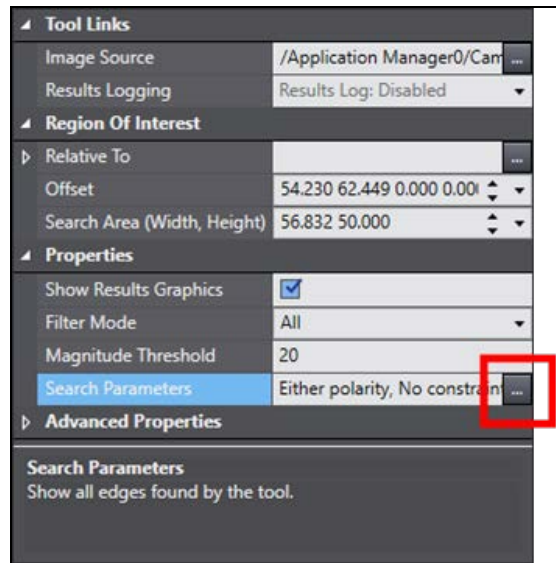 Tool Links
Image Source /Application Manager0/Cam ...
Results Logging Results Log: Disabled
Region Of Interest
Relative To ...
Offset 54.230 62.449 0.000 0.00
Search Area (Width, Height) 56.832 50.000
Properties
Show Results Graphics
Filter Mode All
Magnitude Threshold 20
Search Parameters Either polarity, No constraint ...
Advanced Properties
Search Parameters
Show all edges found by the tool.